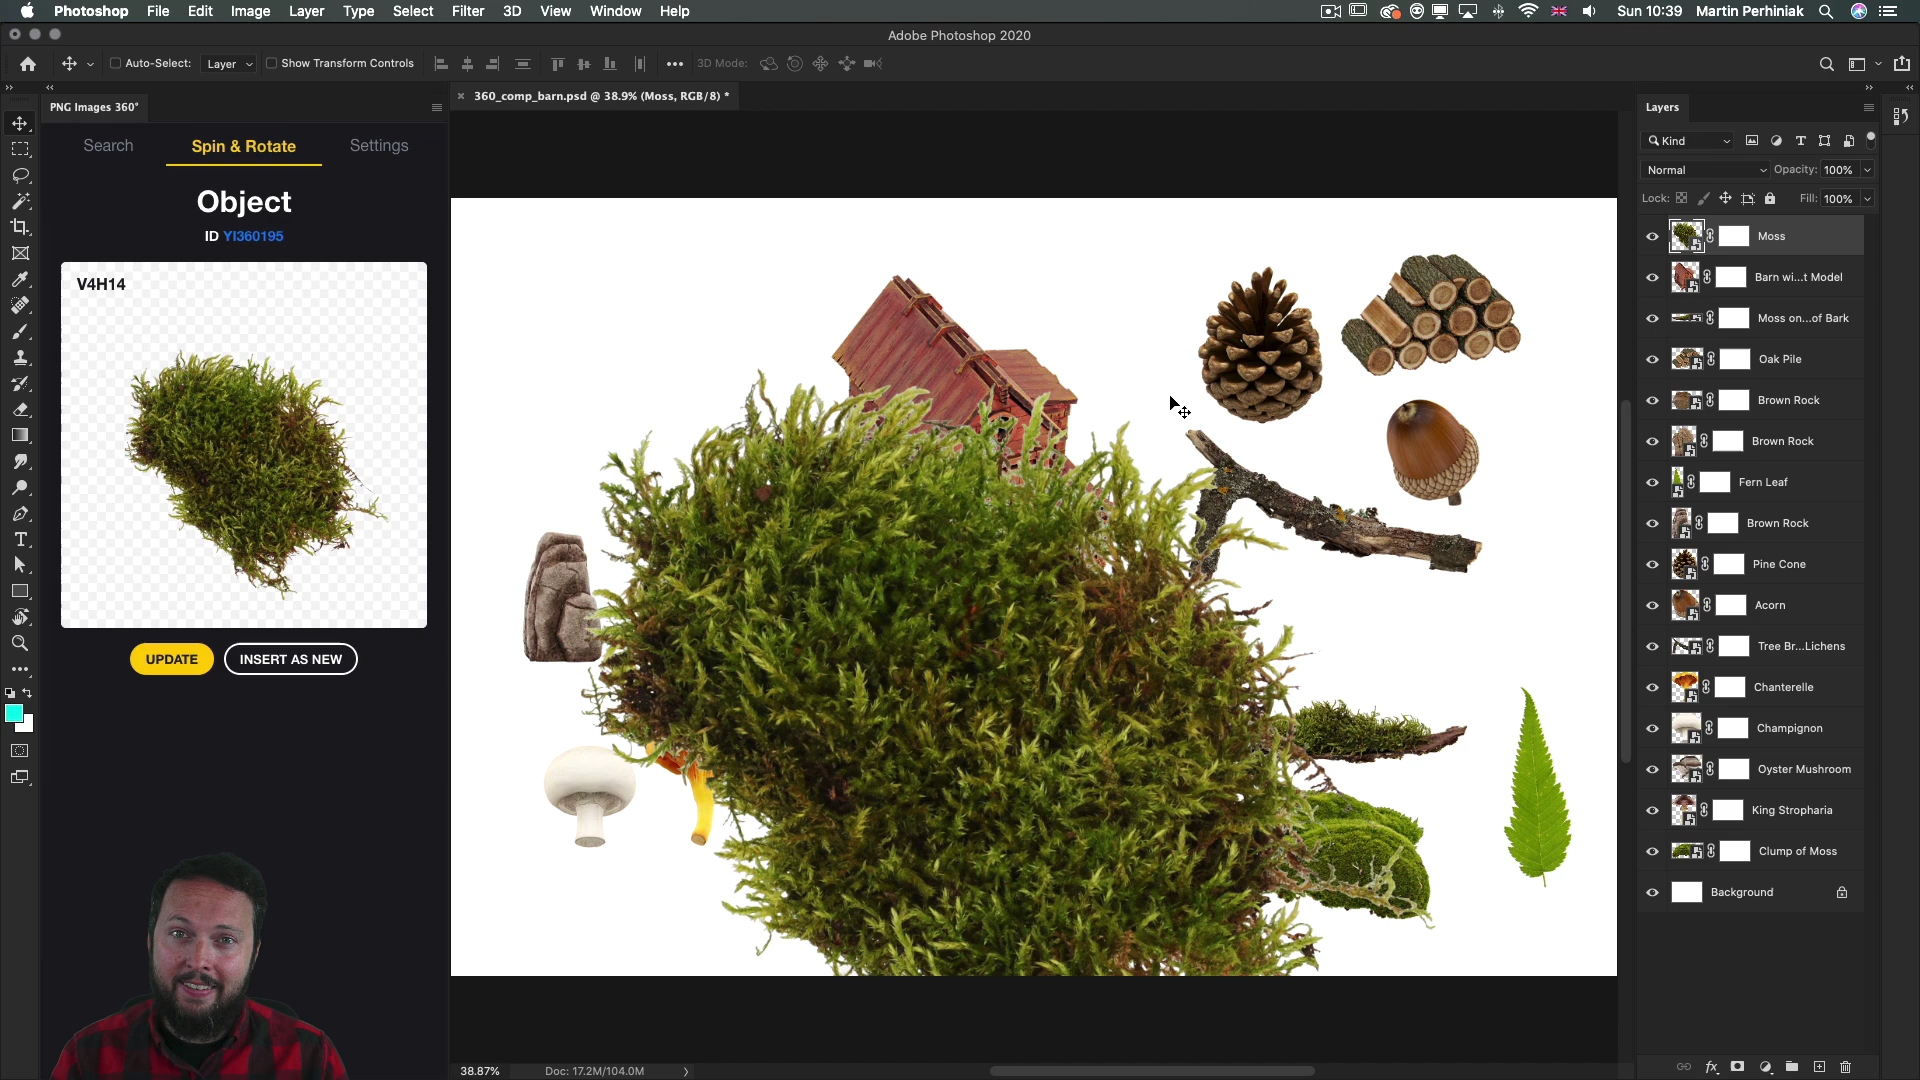 Photoshop File Edit Image Layer Type Select Filter 3D View Window Help Sun 10:39 Martin Perhiniak
Adobe Photoshop 2020
Auto-Select: Layer Show Transform Controls 3D Mode:
PNG Images 360°
360_comp_barn.psd @ 38.9% (Moss, RGB/8) *
Search Spin & Rotate Settings
Object
ID YI360195
V4H14
UPDATE INSERT AS NEW
38.87% Doc: 17.2M/104.0M
Layers
Kind
Normal Opacity: 100%
Lock: Fill: 100%
Moss
Barn wi...t Model
Moss on...of Bark
Oak Pile
Brown Rock
Brown Rock
Fern Leaf
Brown Rock
Pine Cone
Acorn
Tree Br...Lichens
Chanterelle
Champignon
Oyster Mushroom
King Stropharia
Clump of Moss
Background
fx